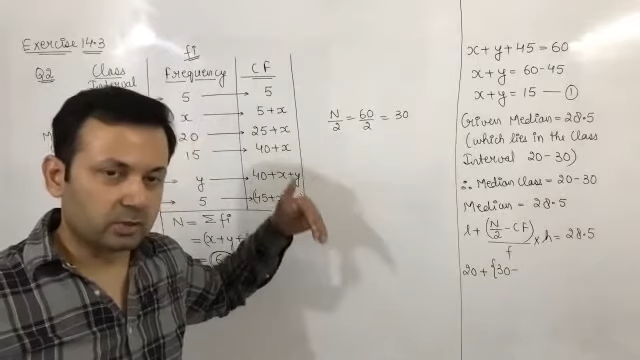 Exercise 14.3
Q2 Class Interval
fi
Frequency CF
5 5
x 5+x
20 25+x
15 40+x
y 40+x+y
5 (45+x
N = Σfi
= (x+y+
N/2 = 60/2 = 30
x+y+45 = 60
x+y = 60-45
x+y = 15 — ①
Given Median = 28.5
(which lies in the Class
Interval 20-30)
∴ Median Class = 20-30
Median = 28.5
l + (N/2 - CF)/f × h = 28.5
20 + {30-